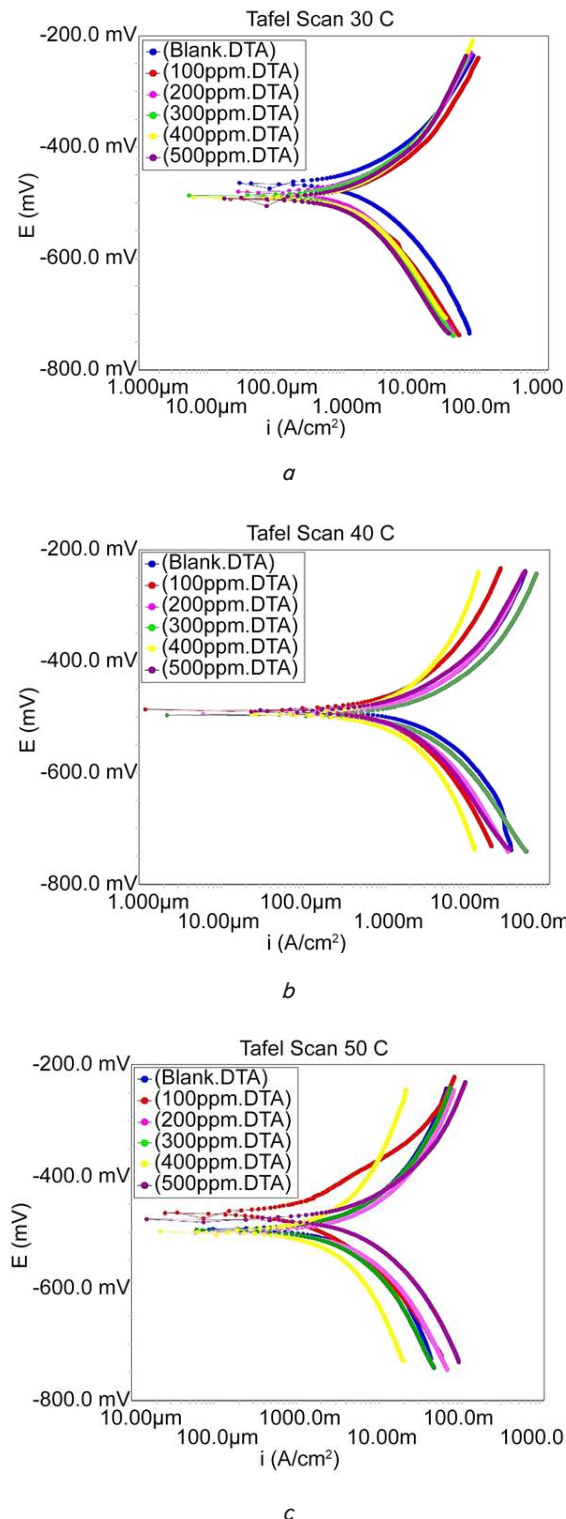 Tafel Scan 30 C
-200.0 mV
(Blank.DTA)
(100ppm.DTA)
(200ppm.DTA)
(300ppm.DTA)
(400ppm.DTA)
(500ppm.DTA)
-400.0 mV
E (mV)
-600.0 mV
-800.0 mV
1.000µm 100.0µm 10.00m 1.000
10.00µm 1.000m 100.0m
i (A/cm²)
a
Tafel Scan 40 C
-200.0 mV
(Blank.DTA)
(100ppm.DTA)
(200ppm.DTA)
(300ppm.DTA)
(400ppm.DTA)
(500ppm.DTA)
-400.0 mV
E (mV)
-600.0 mV
-800.0 mV
1.000µm 100.0µm 10.00m
10.00µm 1.000m 100.0m
i (A/cm²)
b
Tafel Scan 50 C
-200.0 mV
(Blank.DTA)
(100ppm.DTA)
(200ppm.DTA)
(300ppm.DTA)
(400ppm.DTA)
(500ppm.DTA)
-400.0 mV
E (mV)
-600.0 mV
-800.0 mV
10.00µm 1000.0m 100.0m
100.0µm 10.00m 1000.0
i (A/cm²)
c